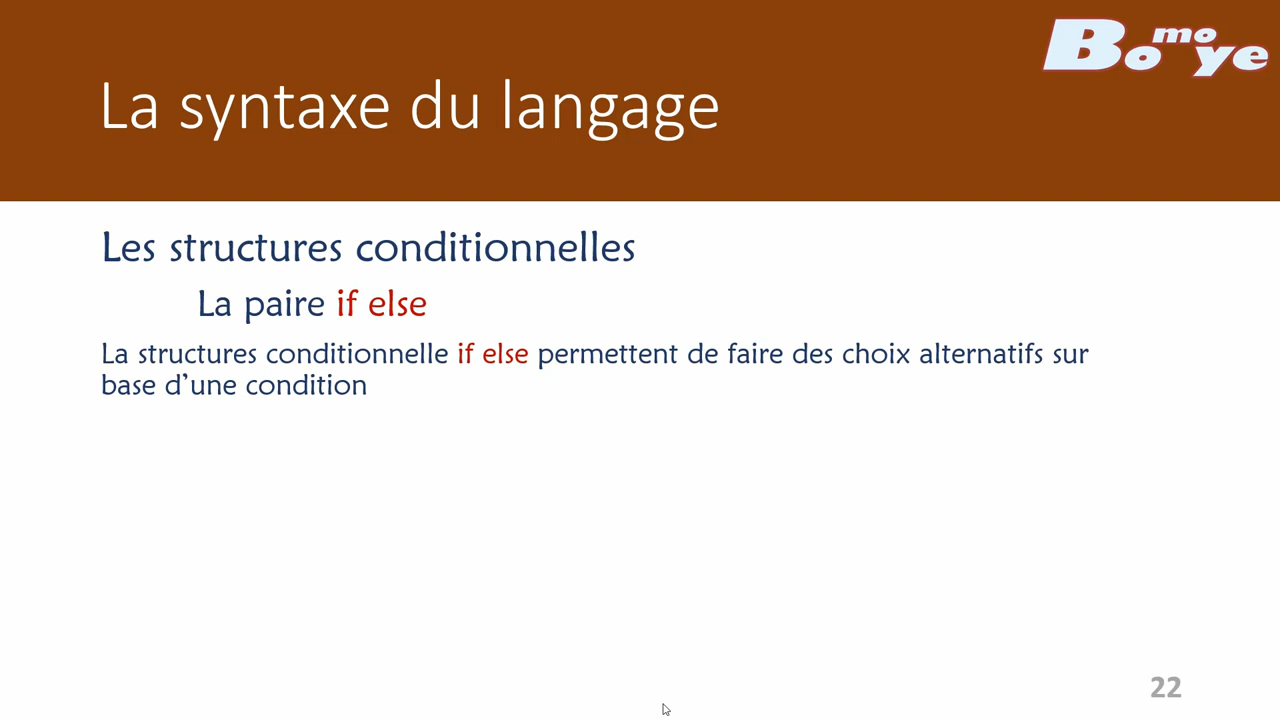 Bomoye
La syntaxe du langage
Les structures conditionnelles
La paire if else
La structures conditionnelle if else permettent de faire des choix alternatifs sur
base d’une condition
22